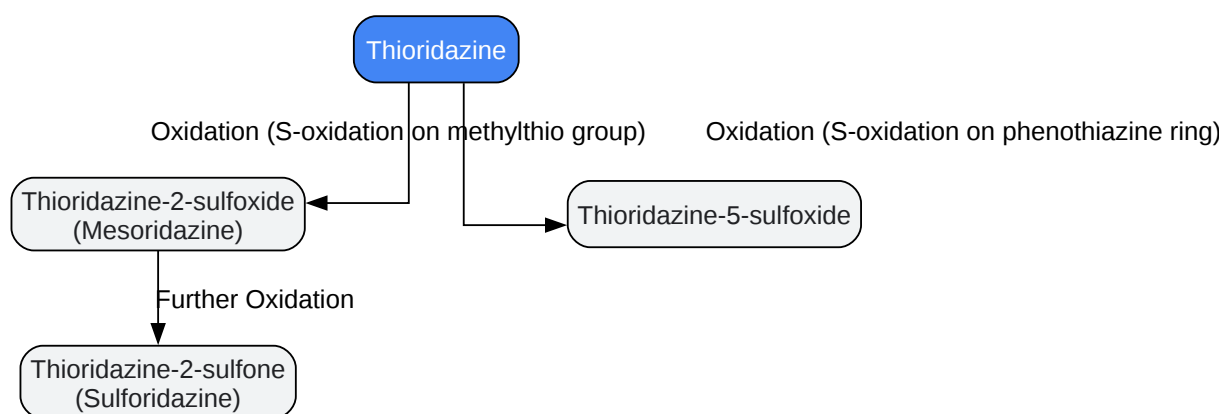 Thioridazine
Oxidation (S-oxidation on methylthio group)
Oxidation (S-oxidation on phenothiazine ring)
Thioridazine-2-sulfoxide
(Mesoridazine)
Thioridazine-5-sulfoxide
Further Oxidation
Thioridazine-2-sulfone
(Sulforidazine)